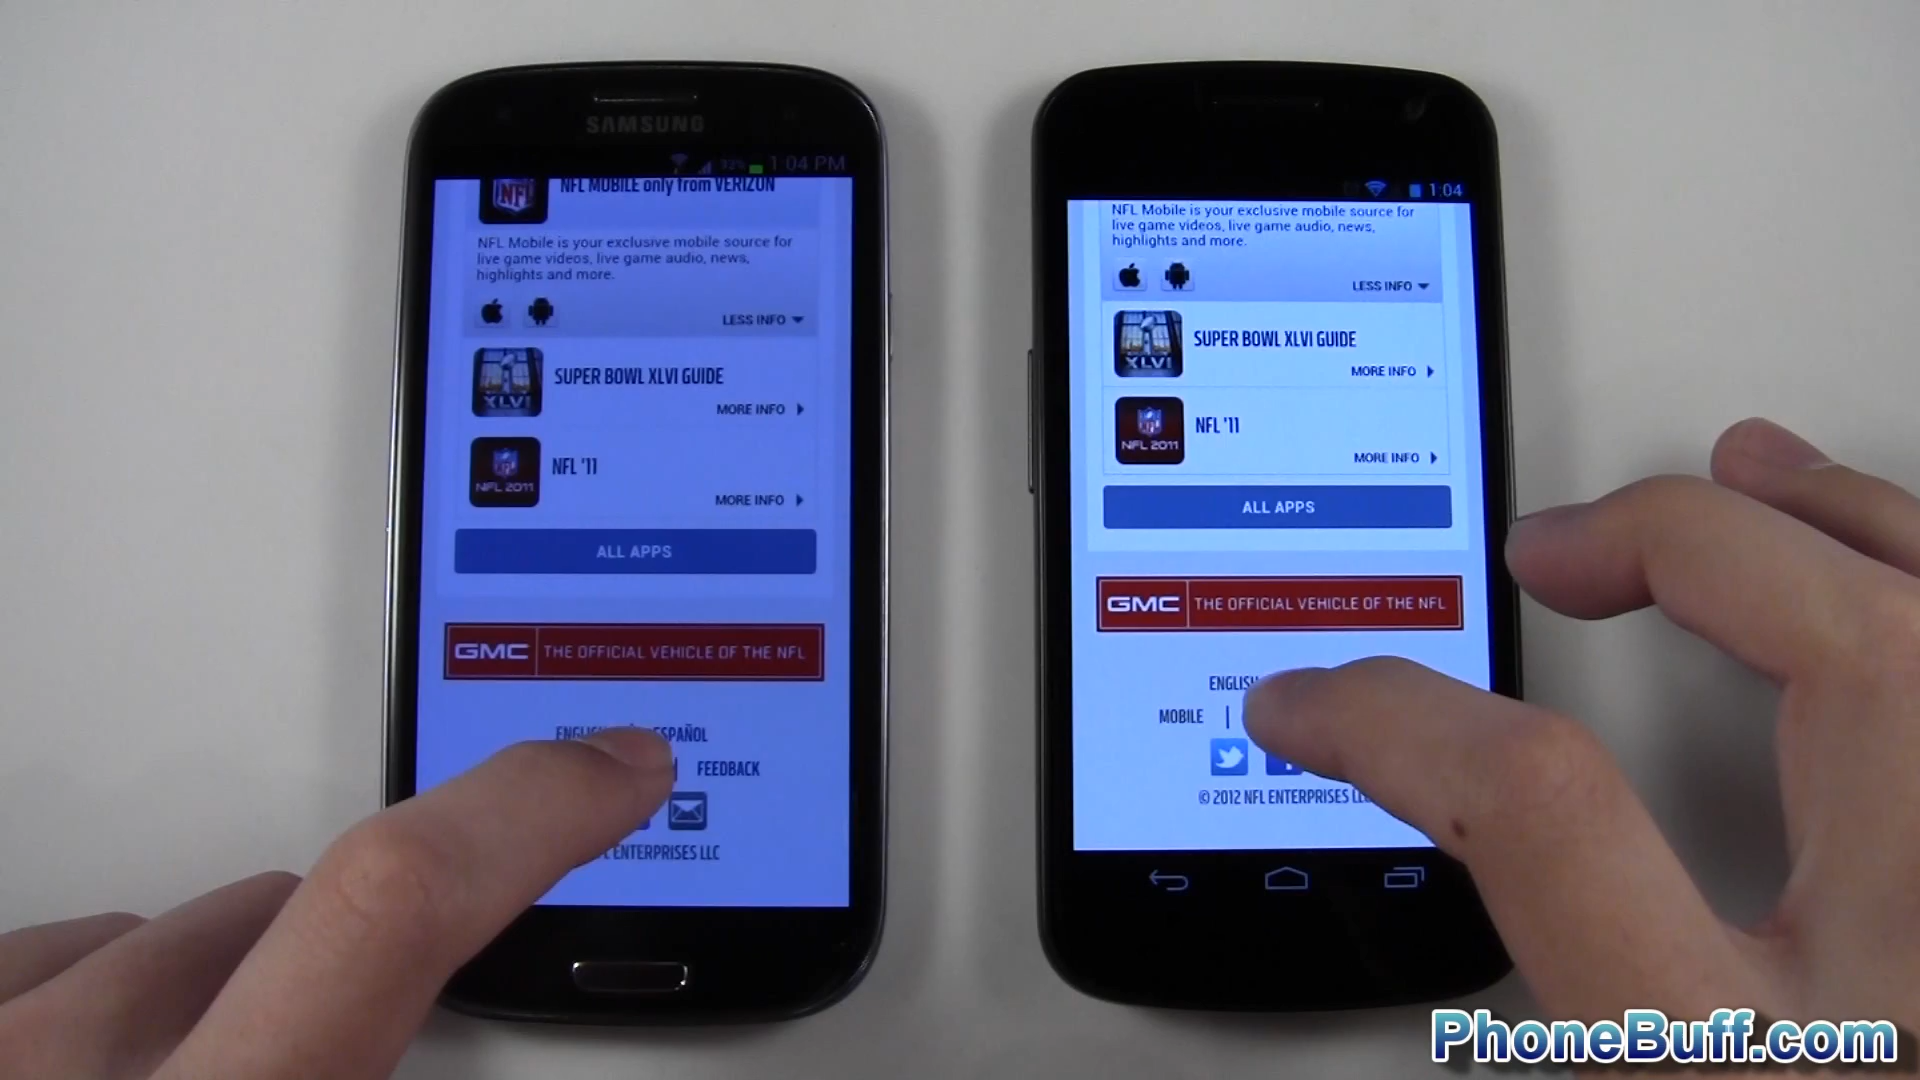 SAMSUNG
32% 1:04 PM
NFL
NFL MOBILE only from VERIZON
NFL Mobile is your exclusive mobile source for
live game videos, live game audio, news,
highlights and more.
LESS INFO
XLVI
SUPER BOWL XLVI GUIDE
MORE INFO
NFL 2011
NFL '11
MORE INFO
ALL APPS
GMC THE OFFICIAL VEHICLE OF THE NFL
ESPAÑOL
| FEEDBACK
ENTERPRISES LLC
1:04
NFL Mobile is your exclusive mobile source for
live game videos, live game audio, news,
highlights and more.
LESS INFO
XLVI
SUPER BOWL XLVI GUIDE
MORE INFO
NFL 2011
NFL '11
MORE INFO
ALL APPS
GMC THE OFFICIAL VEHICLE OF THE NFL
ENGLISH
MOBILE |
© 2012 NFL ENTERPRISES LLC
PhoneBuff.com